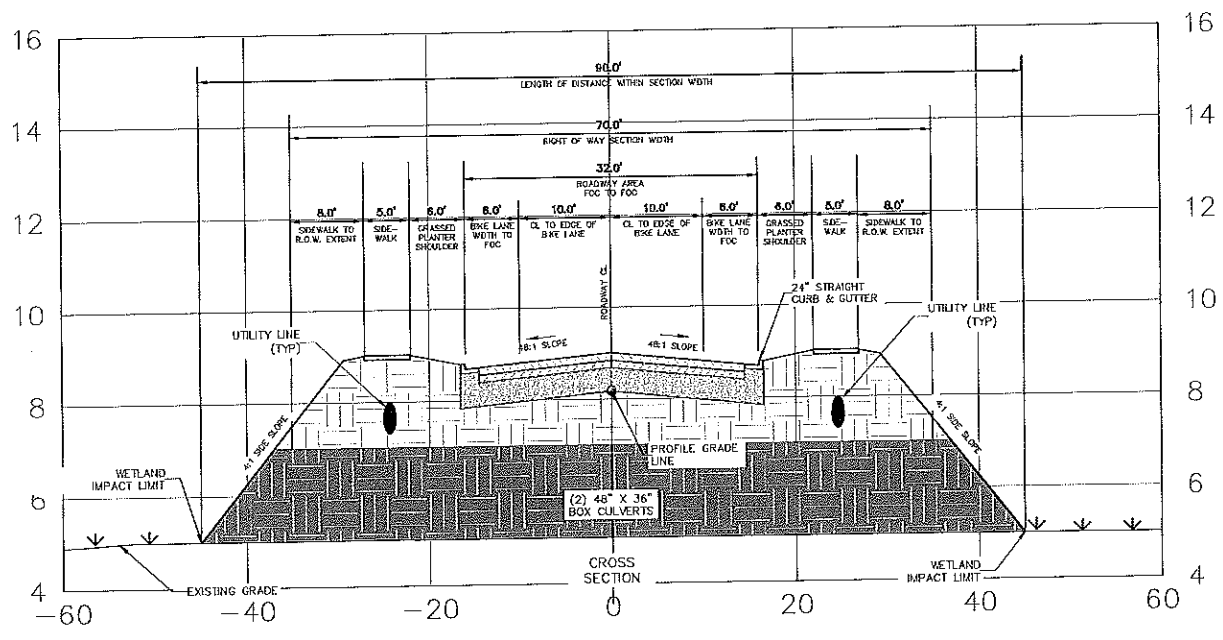 16
16
90.0'
LENGTH OF DISTANCE WITHIN SECTION WIDTH
14
14
70.0'
RIGHT OF WAY SECTION WIDTH
32.0'
ROADWAY AREA
FOC TO FOC
12
12
8.0'
5.0'
6.0'
6.0'
10.0'
10.0'
6.0'
6.0'
5.0'
8.0'
SIDEWALK TO
R.O.W. EXTENT
SIDE-
WALK
GRASSED
PLANTER
SHOULDER
BIKE LANE
WIDTH TO
FOC
CL TO EDGE OF
BIKE LANE
CL TO EDGE OF
BIKE LANE
BIKE LANE
WIDTH TO
FOC
GRASSED
PLANTER
SHOULDER
SIDE-
WALK
SIDEWALK TO
R.O.W. EXTENT
ROADWAY CL
24" STRAIGHT
CURB & GUTTER
10
10
UTILITY LINE
(TYP)
48:1 SLOPE
48:1 SLOPE
UTILITY LINE
(TYP)
8
8
4:1 SIDE SLOPE
4:1 SIDE SLOPE
PROFILE GRADE
LINE
WETLAND
IMPACT LIMIT
6
6
(2) 48" X 36"
BOX CULVERTS
EXISTING GRADE
CROSS
SECTION
WETLAND
IMPACT LIMIT
4
4
-60
-40
-20
0
20
40
60